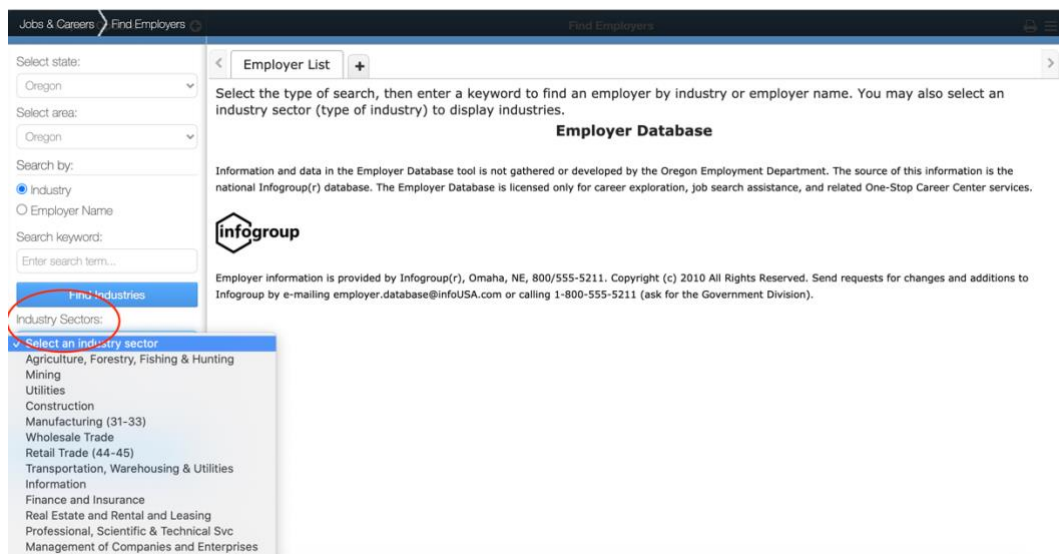 Jobs & Careers
Find Employers
Find Employers
Select state:
Oregon
Select area:
Oregon
Search by:
Industry
Employer Name
Search keyword:
Enter search term...
Find Industries
Industry Sectors:
✓ Select an industry sector
Agriculture, Forestry, Fishing & Hunting
Mining
Utilities
Construction
Manufacturing (31-33)
Wholesale Trade
Retail Trade (44-45)
Transportation, Warehousing & Utilities
Information
Finance and Insurance
Real Estate and Rental and Leasing
Professional, Scientific & Technical Svc
Management of Companies and Enterprises
Employer List
+
Select the type of search, then enter a keyword to find an employer by industry or employer name. You may also select an
industry sector (type of industry) to display industries.
Employer Database
Information and data in the Employer Database tool is not gathered or developed by the Oregon Employment Department. The source of this information is the
national Infogroup(r) database. The Employer Database is licensed only for career exploration, job search assistance, and related One-Stop Career Center services.
infogroup
Employer information is provided by Infogroup(r), Omaha, NE, 800/555-5211. Copyright (c) 2010 All Rights Reserved. Send requests for changes and additions to
Infogroup by e-mailing employer.database@infoUSA.com or calling 1-800-555-5211 (ask for the Government Division).